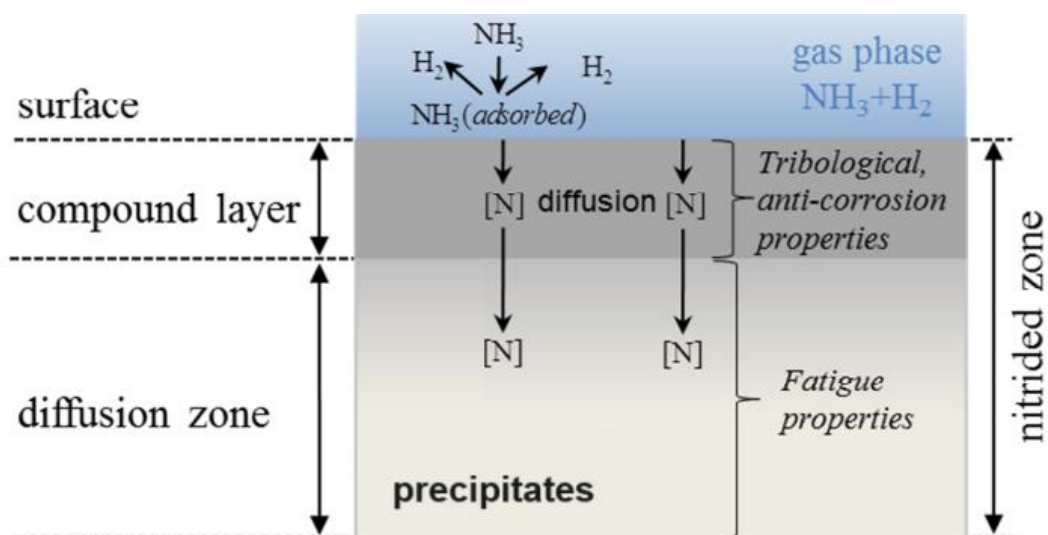 NH₃
H₂
H₂
NH₃(adsorbed)
gas phase
NH₃+H₂
surface
compound layer
[N] diffusion [N]
Tribological,
anti-corrosion
properties
diffusion zone
[N]
[N]
Fatigue
properties
precipitates
nitrided zone